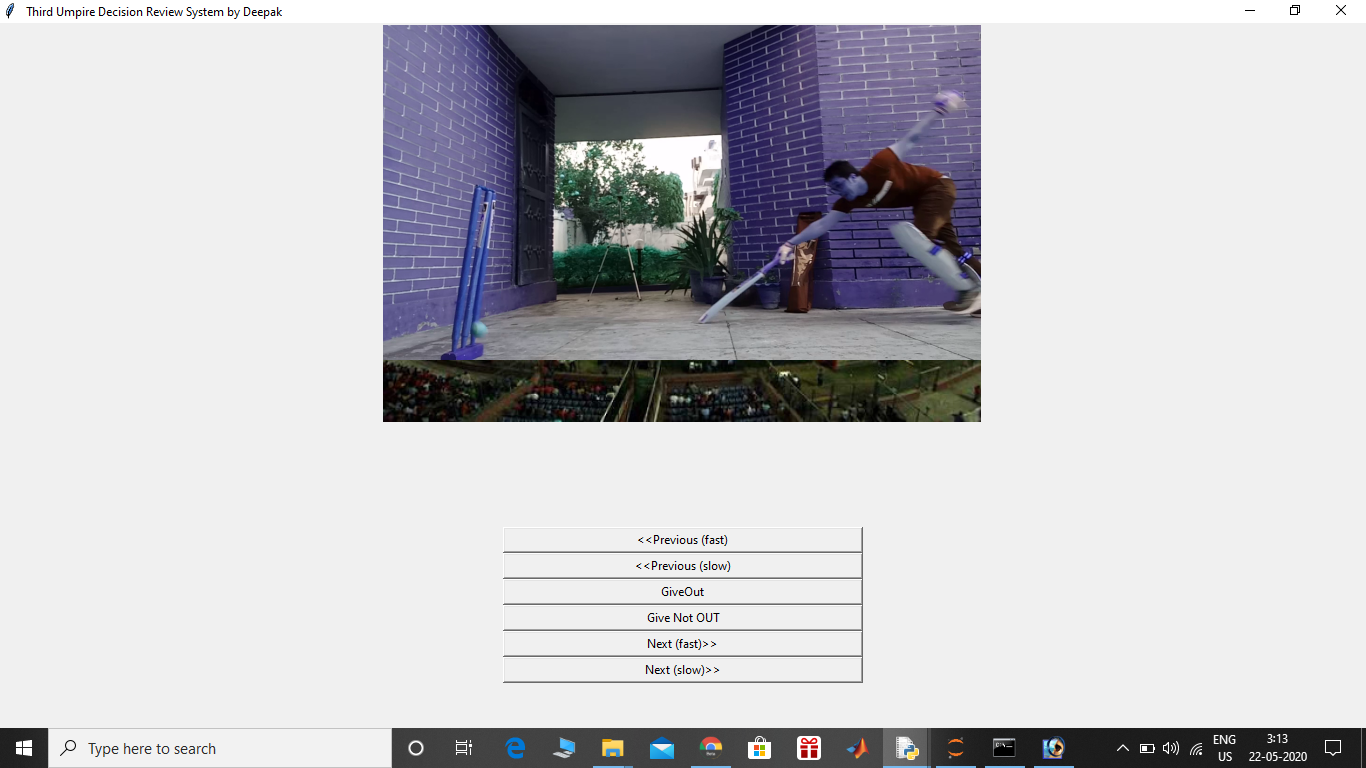 Third Umpire Decision Review System by Deepak
<<Previous (fast)
<<Previous (slow)
GiveOut
Give Not OUT
Next (fast)>>
Next (slow)>>
Type here to search
ENG
US
3:13
22-05-2020